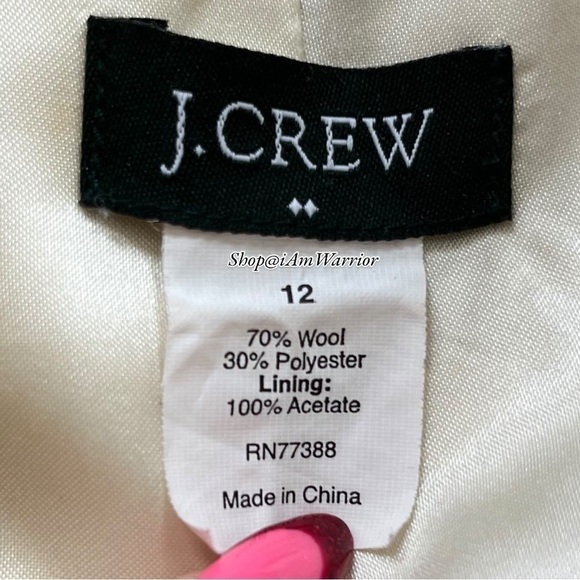 J.CREW
Shop@iAmWarrior
12
70% Wool
30% Polyester
Lining:
100% Acetate
RN77388
Made in China